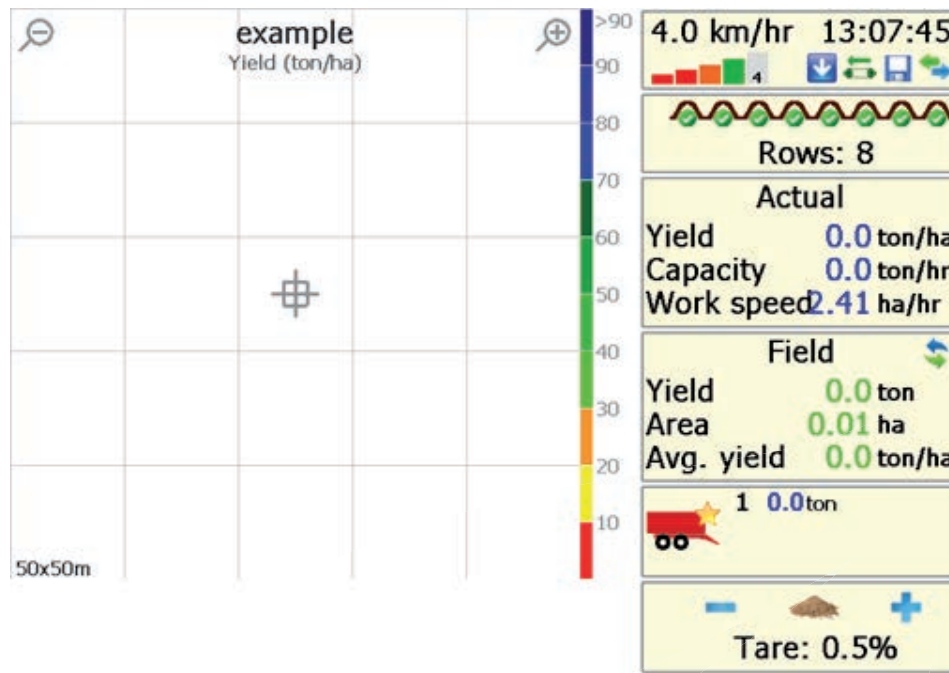 example
Yield (ton/ha)
>90
90
80
70
60
50
40
30
20
10
50x50m
4.0 km/hr 13:07:45
4
Rows: 8
Actual
Yield 0.0 ton/ha
Capacity 0.0 ton/hr
Work speed 2.41 ha/hr
Field
Yield 0.0 ton
Area 0.01 ha
Avg. yield 0.0 ton/ha
1 0.0 ton
Tare: 0.5%